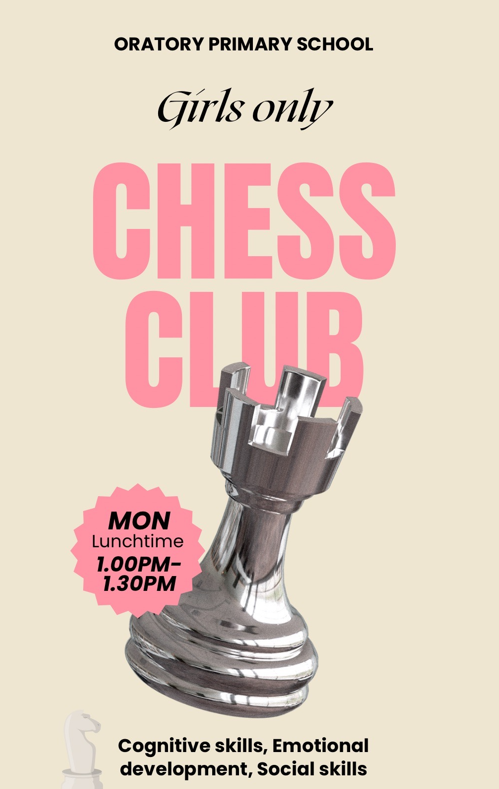 ORATORY PRIMARY SCHOOL
Girls only
CHESS
CLUB
MON
Lunchtime
1.00PM-
1.30PM
Cognitive skills, Emotional
development, Social skills